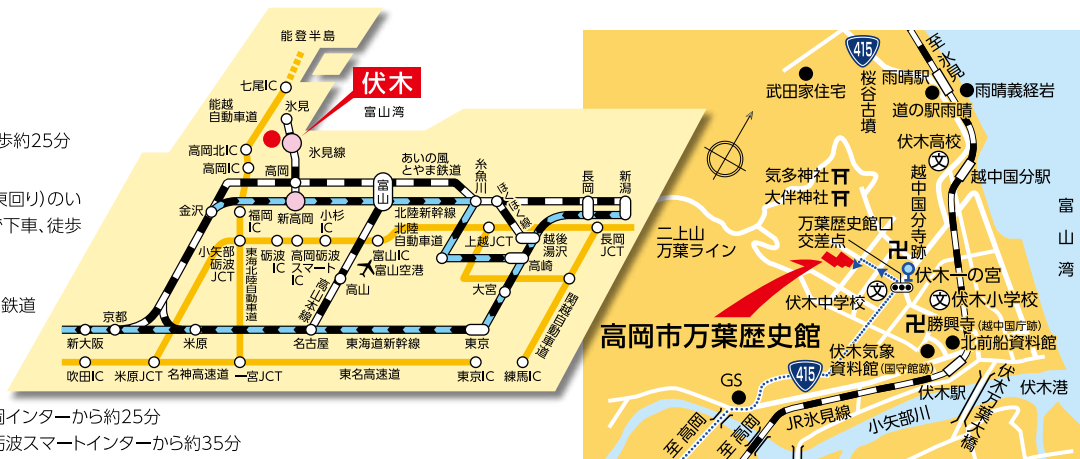 歩約25分
東回り)のい
で下車、徒歩
鉄道
岡インターから約25分
砺波スマートインターから約35分
能登半島
七尾IC
能越
自動車道
氷見
伏木
富山湾
高岡北IC
氷見線
高岡IC
高岡
あいの風
とやま鉄道
糸魚川
ほくほく線
長岡
新潟
金沢
福岡
IC
新高岡
小杉
IC
富山
北陸新幹線
北陸
自動車道
上越JCT
越後
湯沢
長岡
JCT
小矢部
砺波
JCT
東海北陸自動車道
砺波
IC
高岡砺波
スマート
IC
富山IC
富山空港
高崎
高山
高山本線
大宮
関越自動車道
京都
新大阪
米原
名古屋
東海道新幹線
東京
吹田IC
米原JCT
名神高速道
一宮JCT
東名高速道
東京IC
練馬IC
415
至氷見
武田家住宅
桜谷古墳
雨晴駅
雨晴義経岩
道の駅雨晴
伏木高校
文
越中国分駅
気多神社
大伴神社
越中国分寺跡
万葉歴史館口
交差点
二上山
万葉ライン
富山湾
伏木一の宮
伏木中学校
文
文
伏木小学校
高岡市万葉歴史館
卍勝興寺(越中国庁跡)
北前船資料館
伏木気象
資料館(国守館跡)
415
GS
伏木駅
伏木港
伏木万葉大橋
JR氷見線
小矢部川
至高岡
至高岡